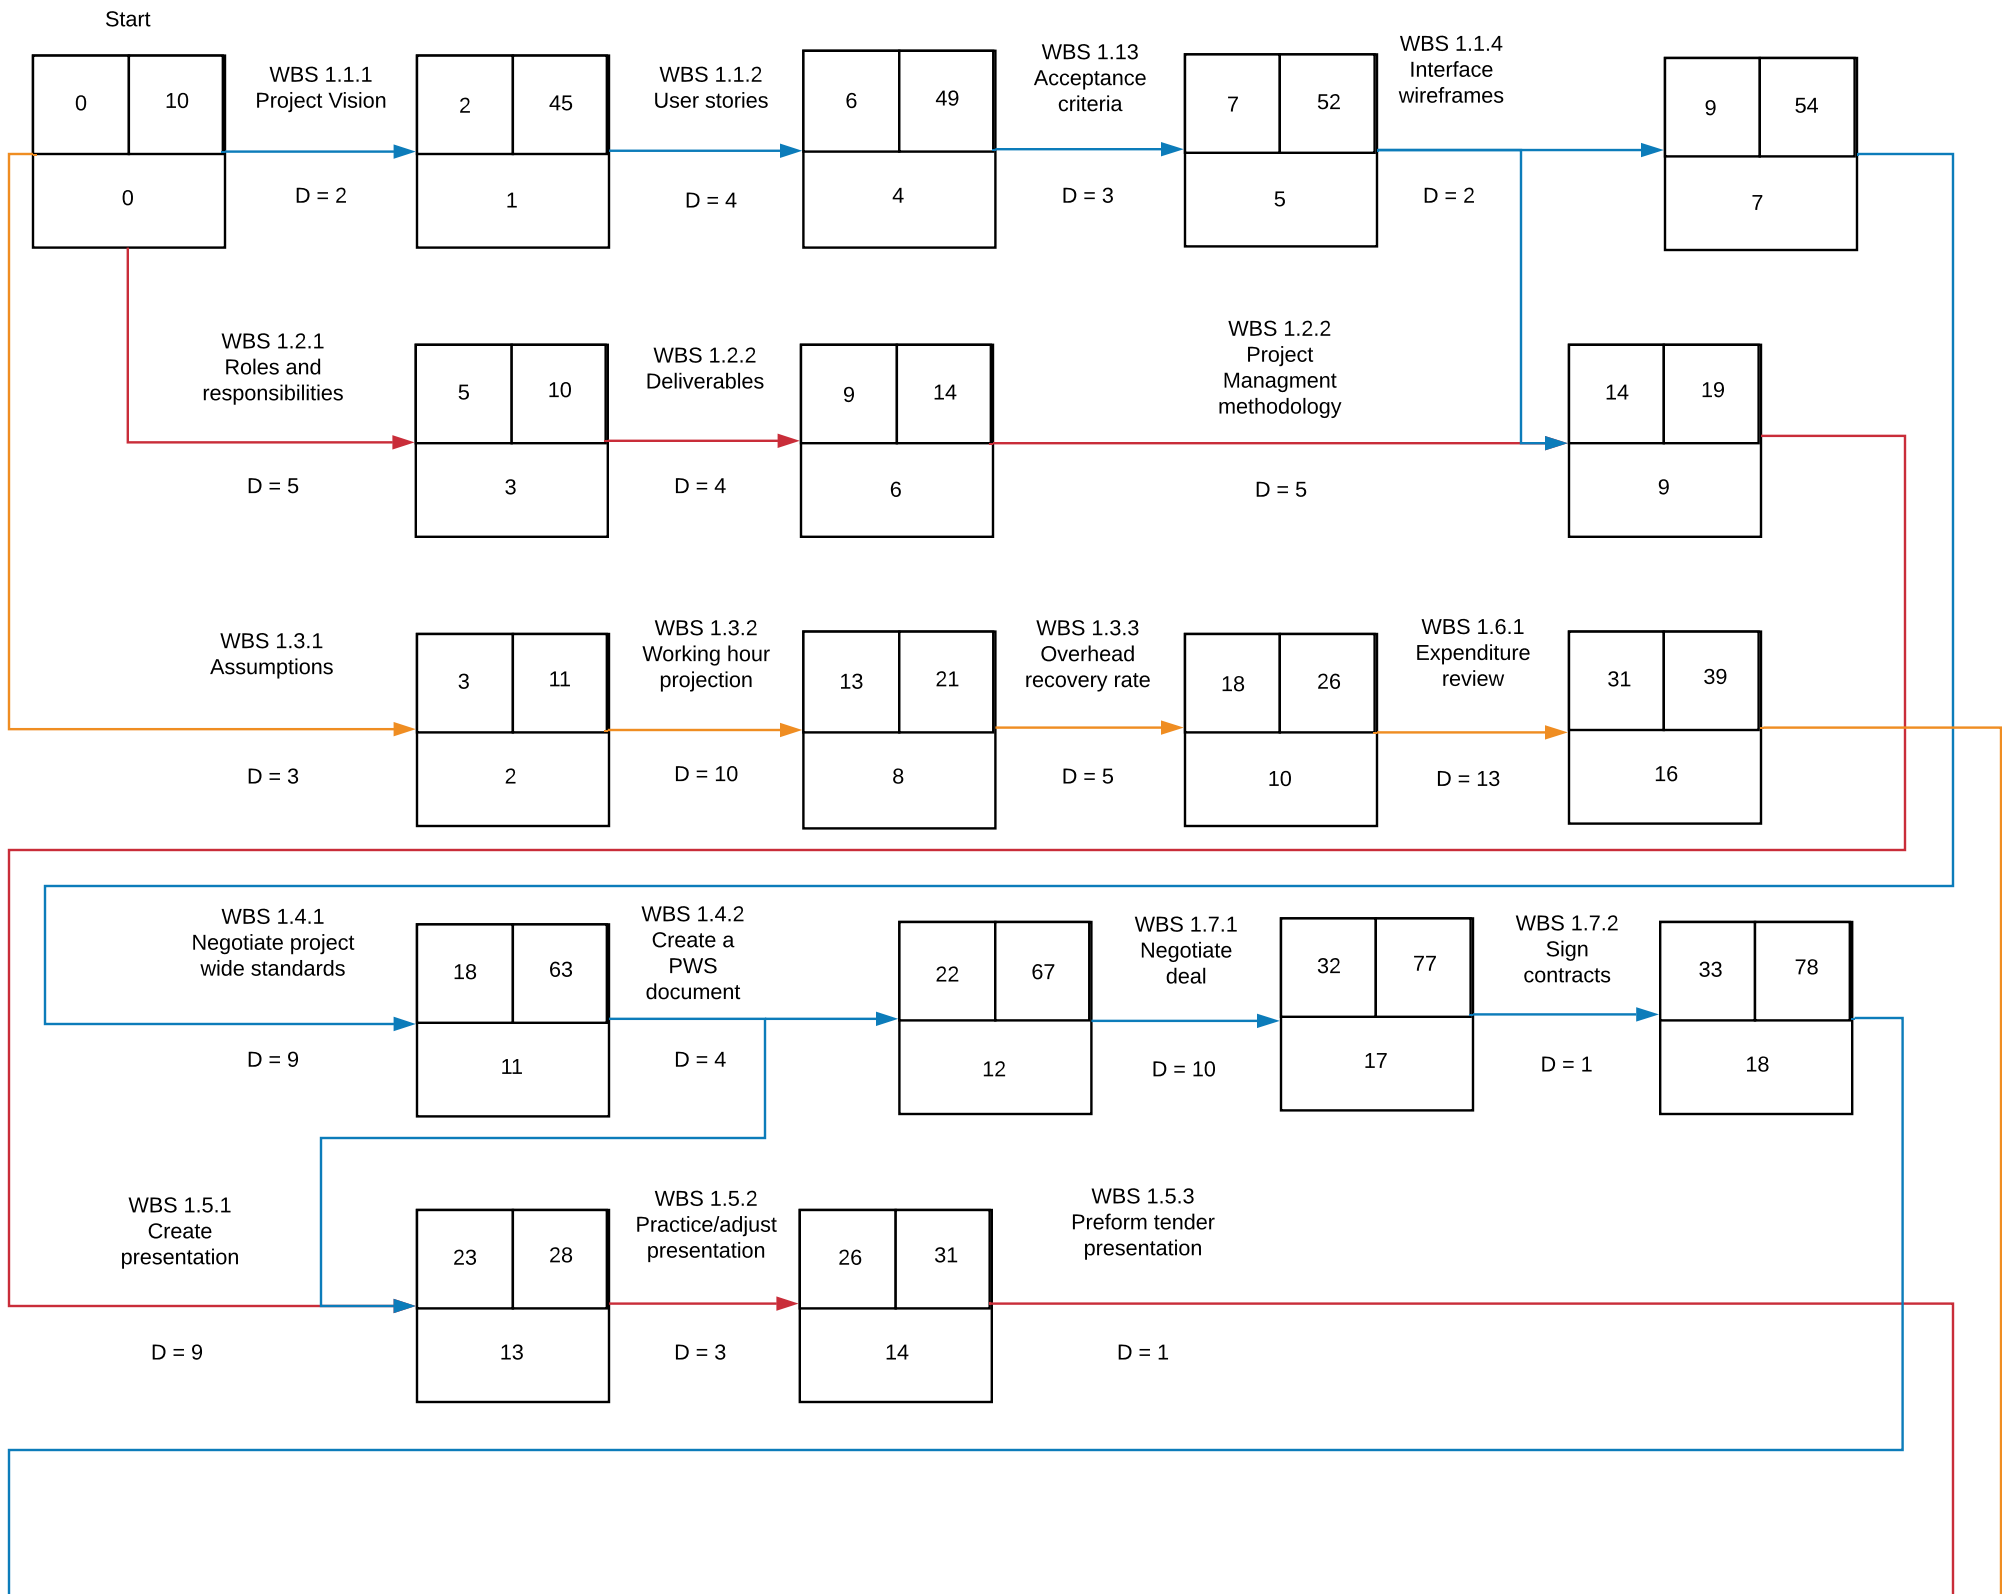 Start
0
10
0
WBS 1.1.1
Project Vision
D = 2
2
45
1
WBS 1.1.2
User stories
D = 4
6
49
4
WBS 1.13
Acceptance
criteria
D = 3
7
52
5
WBS 1.1.4
Interface
wireframes
D = 2
9
54
7
WBS 1.2.1
Roles and
responsibilities
D = 5
5
10
3
WBS 1.2.2
Deliverables
D = 4
9
14
6
WBS 1.2.2
Project
Managment
methodology
D = 5
14
19
9
WBS 1.3.1
Assumptions
D = 3
3
11
2
WBS 1.3.2
Working hour
projection
D = 10
13
21
8
WBS 1.3.3
Overhead
recovery rate
D = 5
18
26
10
WBS 1.6.1
Expenditure
review
D = 13
31
39
16
WBS 1.4.1
Negotiate project
wide standards
D = 9
18
63
11
WBS 1.4.2
Create a
PWS
document
D = 4
22
67
12
WBS 1.7.1
Negotiate
deal
D = 10
32
77
17
WBS 1.7.2
Sign
contracts
D = 1
33
78
18
WBS 1.5.1
Create
presentation
D = 9
23
28
13
WBS 1.5.2
Practice/adjust
presentation
D = 3
26
31
14
WBS 1.5.3
Preform tender
presentation
D = 1